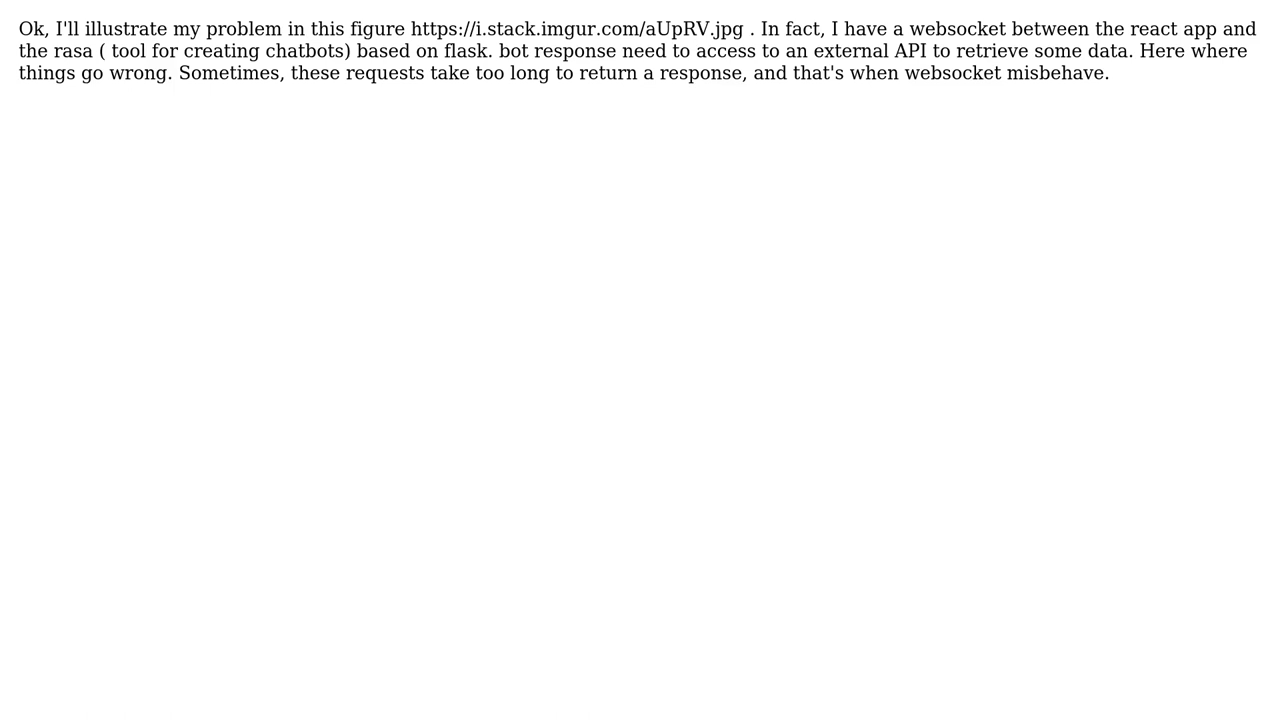 Ok, I'll illustrate my problem in this figure https://i.stack.imgur.com/aUpRV.jpg . In fact, I have a websocket between the react app and
the rasa ( tool for creating chatbots) based on flask. bot response need to access to an external API to retrieve some data. Here where
things go wrong. Sometimes, these requests take too long to return a response, and that's when websocket misbehave.